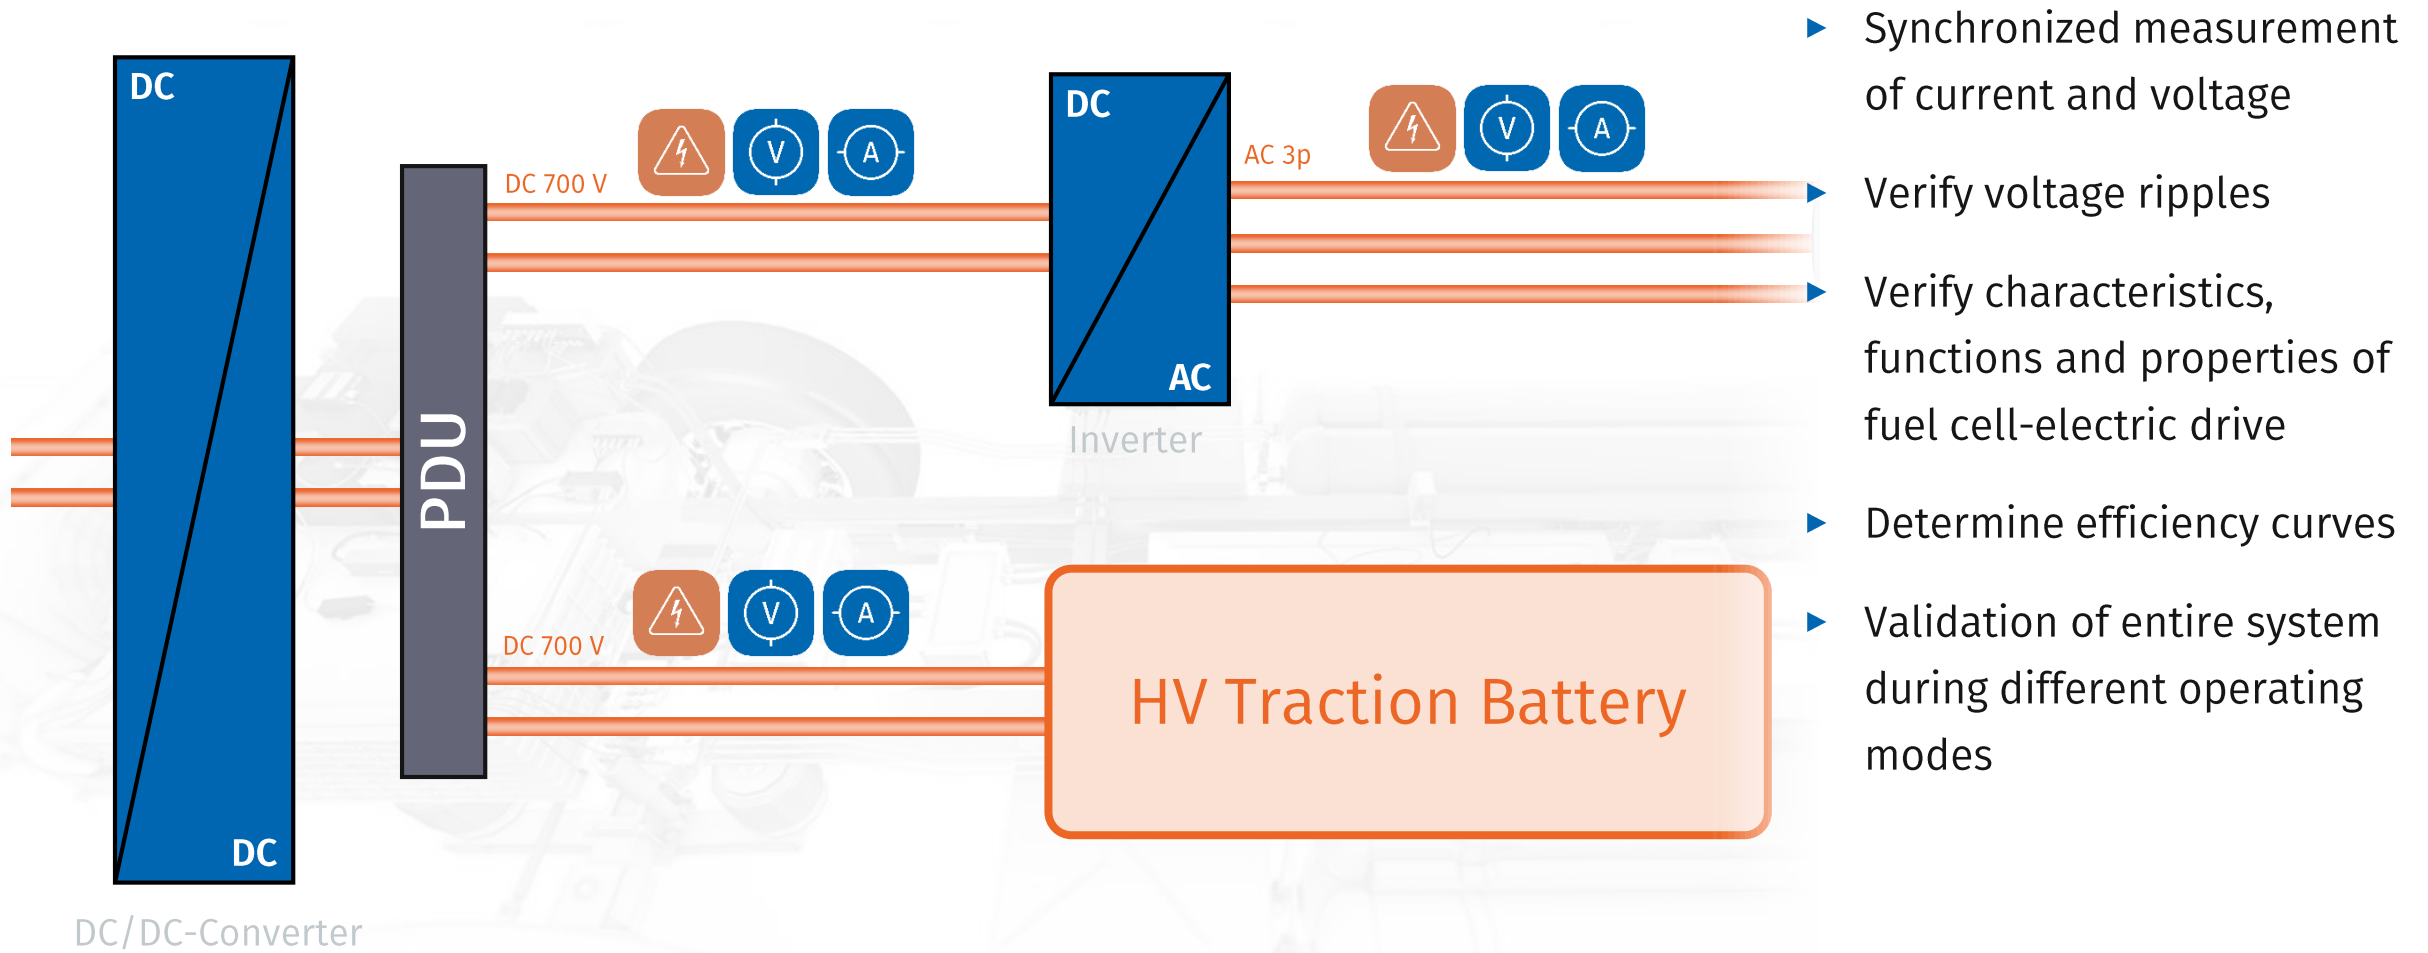 DC
DC
DC/DC-Converter
PDU
DC 700 V
V
A
DC
AC
Inverter
AC 3p
V
A
DC 700 V
V
A
HV Traction Battery
Synchronized measurement
of current and voltage
Verify voltage ripples
Verify characteristics,
functions and properties of
fuel cell-electric drive
Determine efficiency curves
Validation of entire system
during different operating
modes